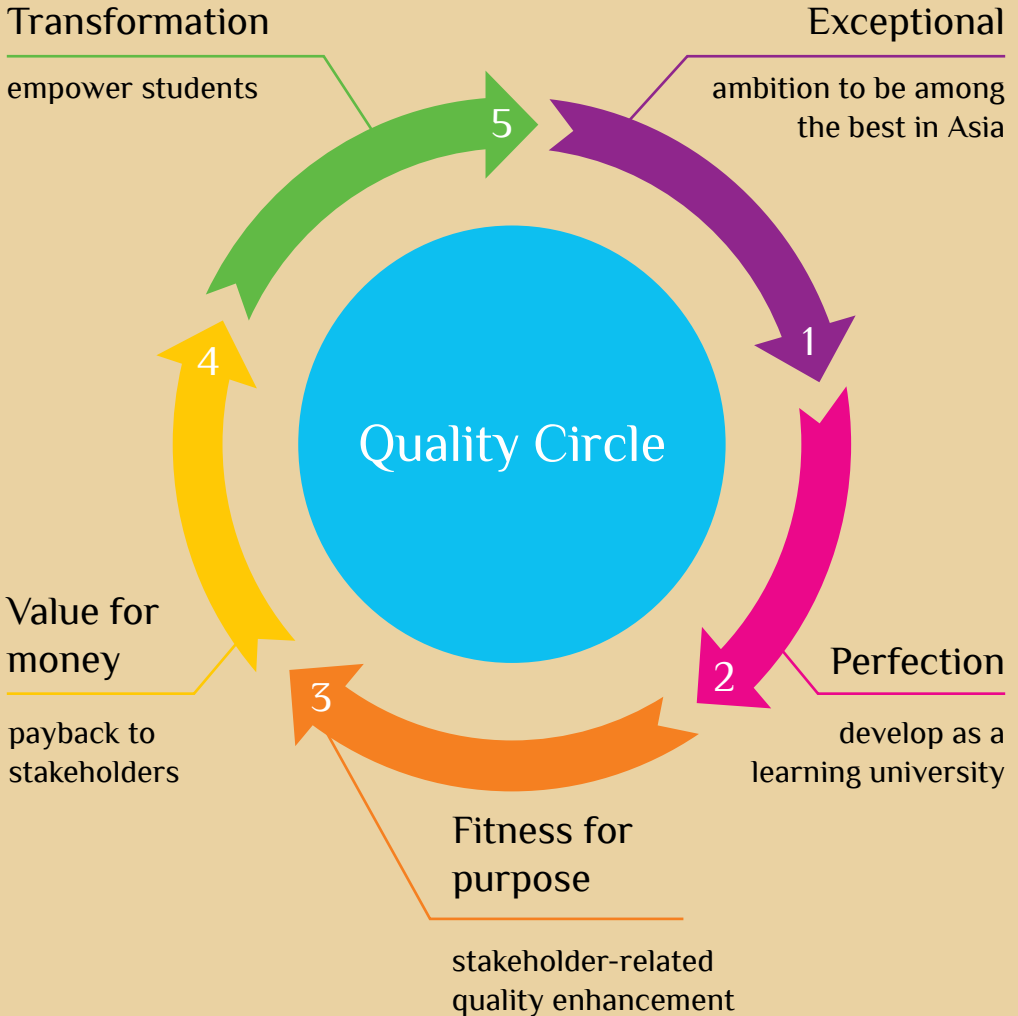 Transformation
empower students
Exceptional
ambition to be among
the best in Asia
5
1
4
Quality Circle
Value for
money
payback to
stakeholders
2
Perfection
develop as a
learning university
3
Fitness for
purpose
stakeholder-related
quality enhancement